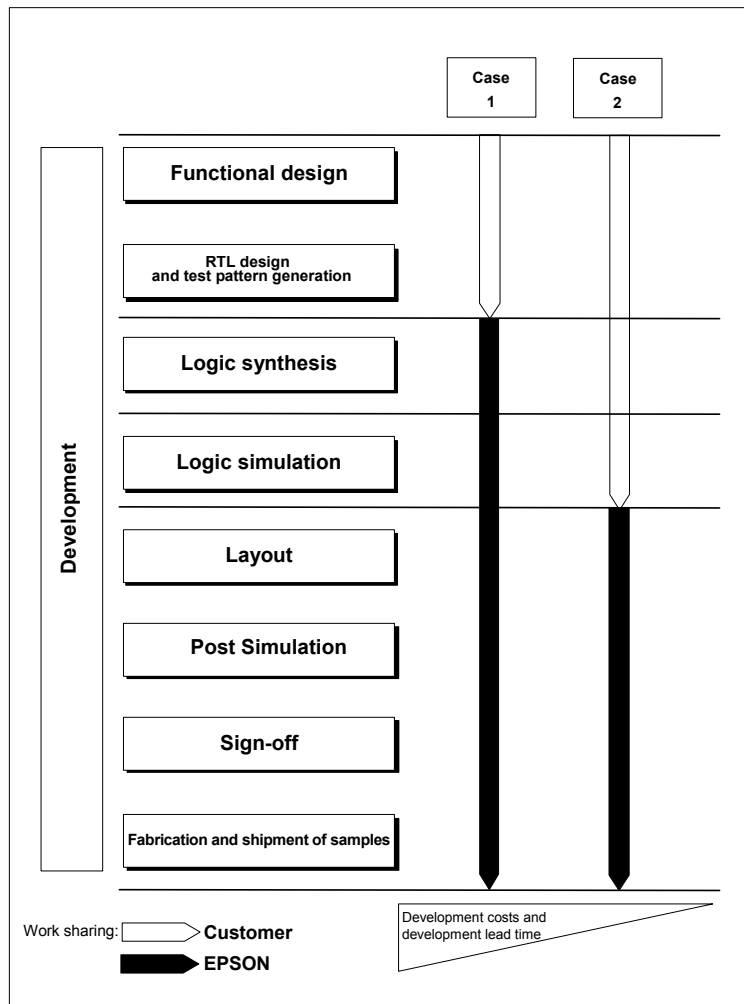 Case
1
Case
2
Development
Functional design
RTL design
and test pattern generation
Logic synthesis
Logic simulation
Layout
Post Simulation
Sign-off
Fabrication and shipment of samples
Work sharing:
Customer
EPSON
Development costs and
development lead time